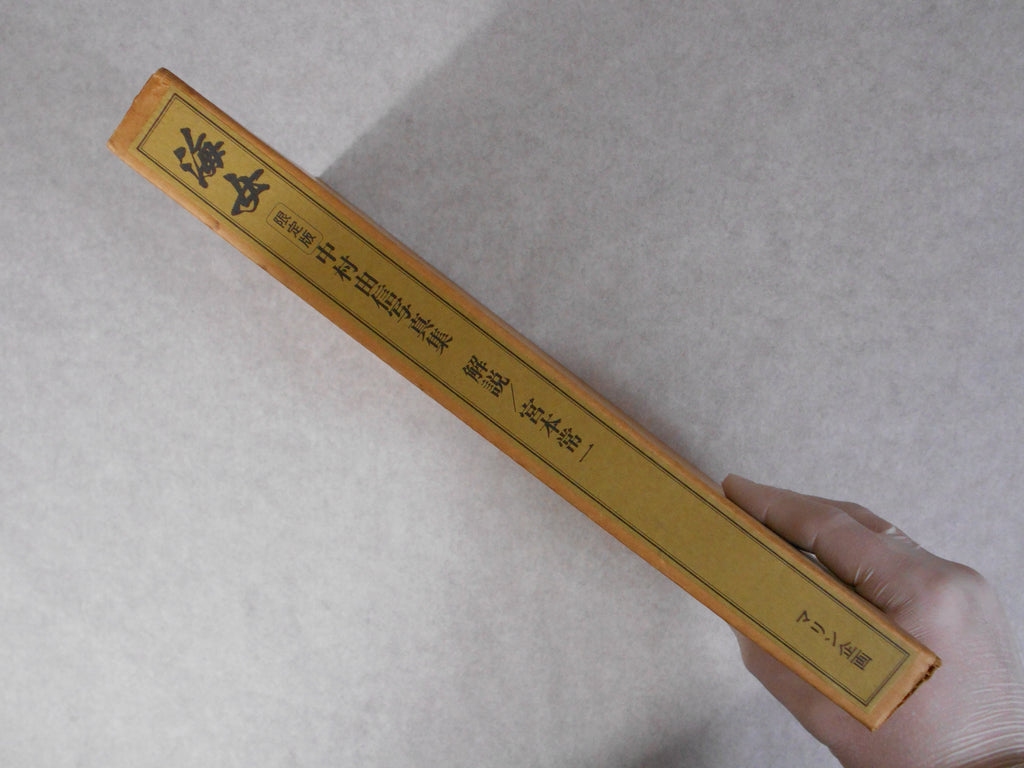 海女
限定版
中村由信写真集
解説／宮本常一
マリン企画